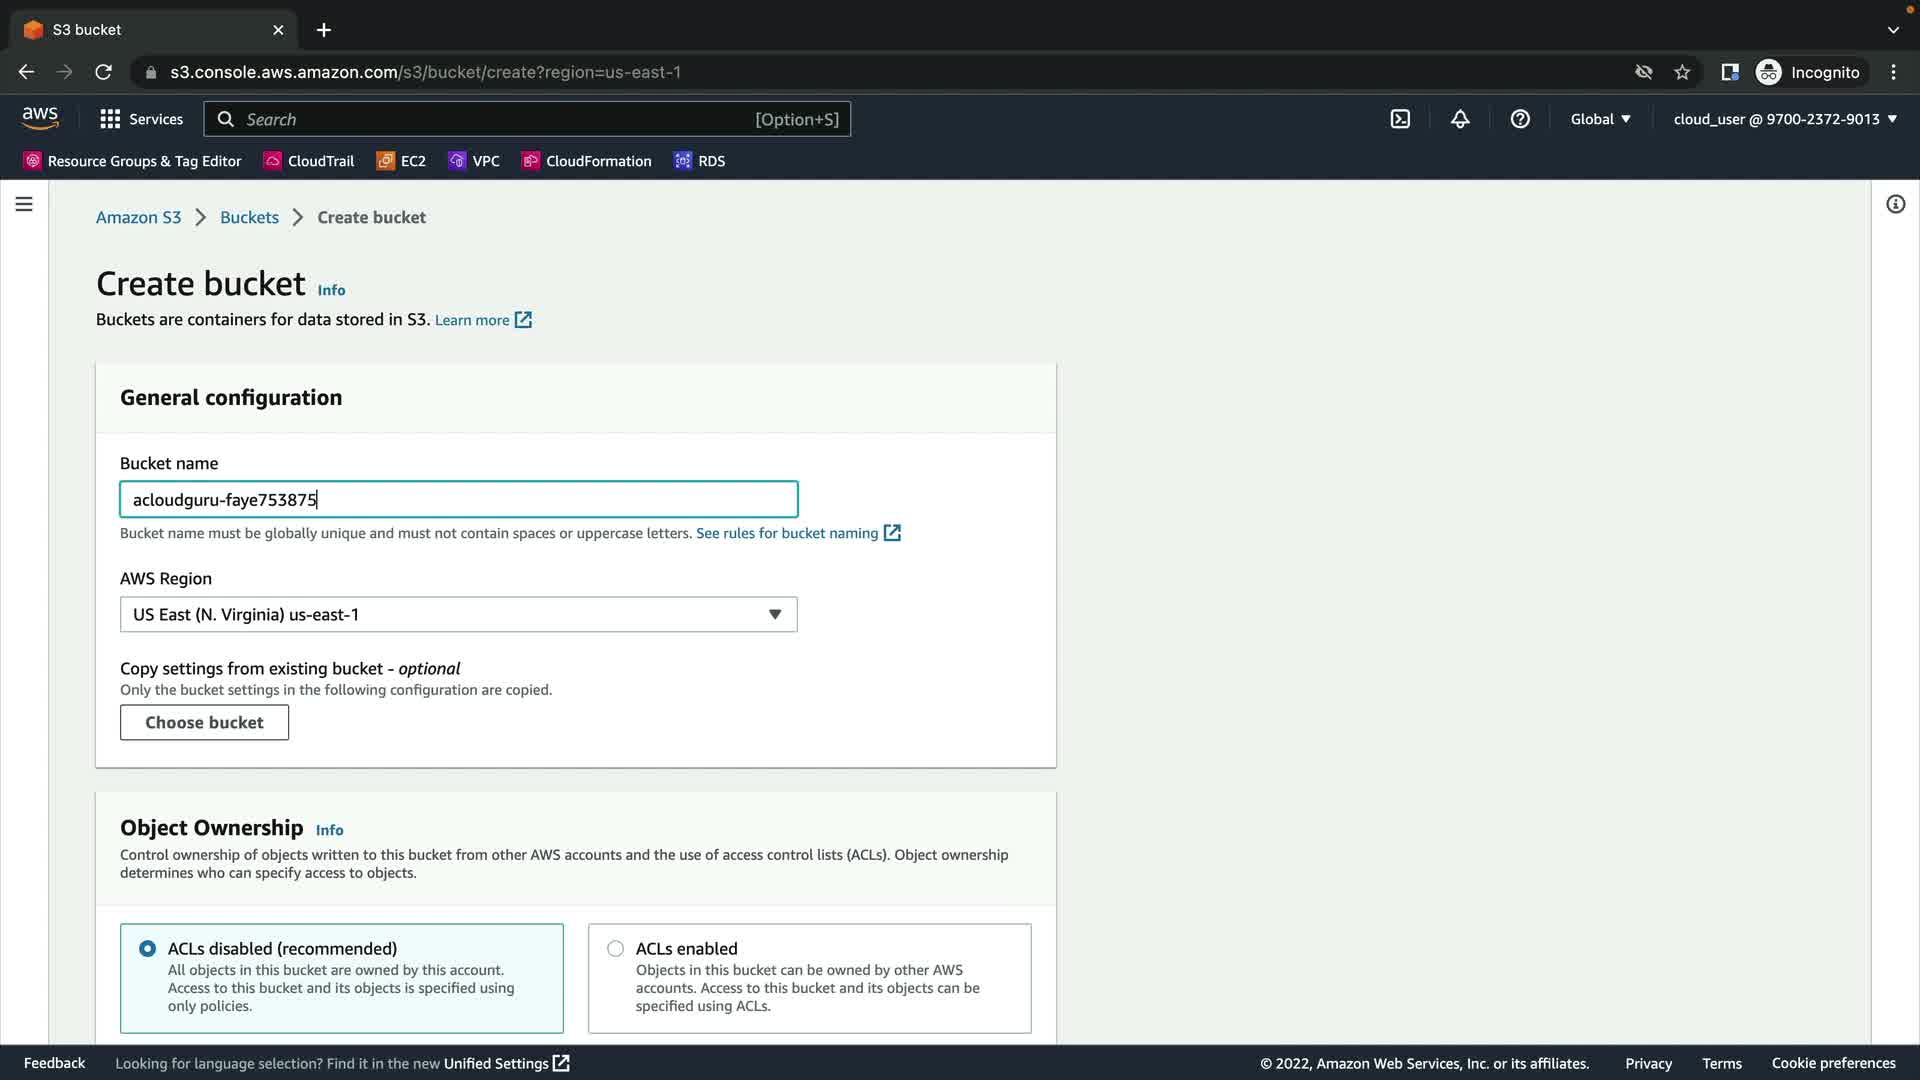 S3 bucket
s3.console.aws.amazon.com/s3/bucket/create?region=us-east-1
Incognito
aws
Services
Search
[Option+S]
Global
cloud_user @ 9700-2372-9013
Resource Groups & Tag Editor
CloudTrail
EC2
VPC
CloudFormation
RDS
Amazon S3
Buckets
Create bucket
Create bucket Info
Buckets are containers for data stored in S3. Learn more
General configuration
Bucket name
acloudguru-faye753875
Bucket name must be globally unique and must not contain spaces or uppercase letters. See rules for bucket naming
AWS Region
US East (N. Virginia) us-east-1
Copy settings from existing bucket - optional
Only the bucket settings in the following configuration are copied.
Choose bucket
Object Ownership Info
Control ownership of objects written to this bucket from other AWS accounts and the use of access control lists (ACLs). Object ownership
determines who can specify access to objects.
ACLs disabled (recommended)
All objects in this bucket are owned by this account.
Access to this bucket and its objects is specified using
only policies.
ACLs enabled
Objects in this bucket can be owned by other AWS
accounts. Access to this bucket and its objects can be
specified using ACLs.
Feedback
Looking for language selection? Find it in the new Unified Settings
© 2022, Amazon Web Services, Inc. or its affiliates.
Privacy
Terms
Cookie preferences